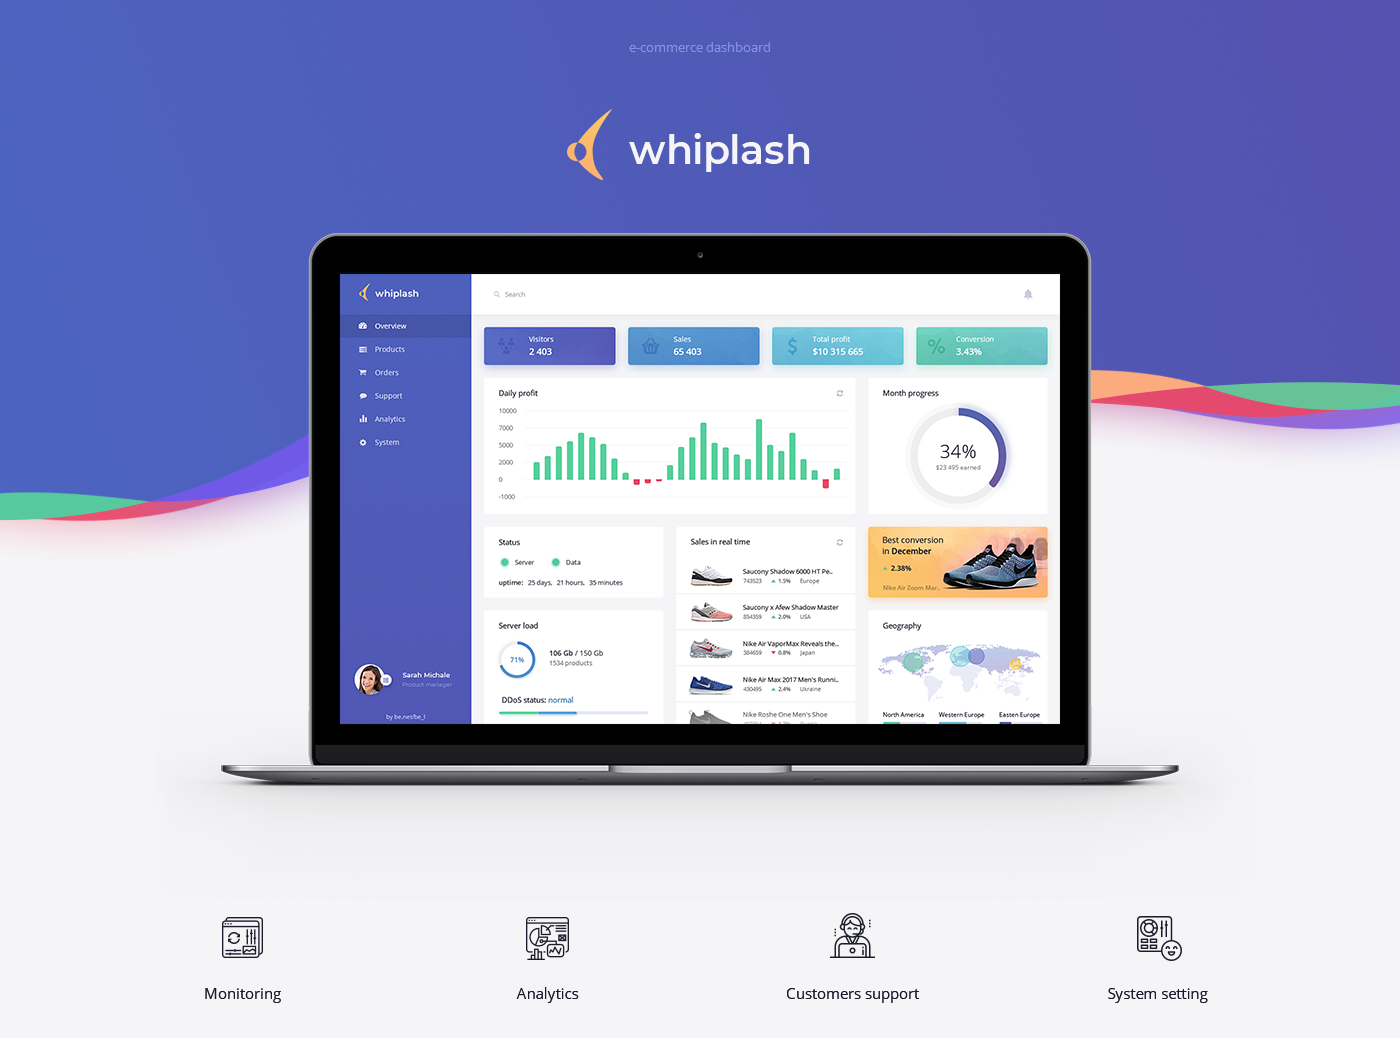 e-commerce dashboard
whiplash
whiplash
Search
Overview
Products
Orders
Support
Analytics
System
Sarah Michale
Product manager
by be.net/be_l
Visitors
2 403
Sales
65 403
Total profit
$10 315 665
Conversion
3.43%
Daily profit
10000
7000
5000
2000
0
-1000
Month progress
34%
$23 495 earned
Status
Server
Data
uptime: 25 days, 21 hours, 35 minutes
Server load
71%
106 Gb / 150 Gb
1534 products
DDoS status: normal
Sales in real time
Saucony Shadow 6000 HT Pe..
743523 1.5% Europe
Saucony x Afew Shadow Master
854359 2.0% USA
Nike Air VaporMax Reveals the..
384659 0.8% Japan
Nike Air Max 2017 Men's Runni..
430495 2.4% Ukraine
Nike Roshe One Men's Shoe
Best conversion
in December
2.38%
Nike Air Zoom Mar..
Geography
North America
Western Europe
Easten Europe
Monitoring
Analytics
Customers support
System setting